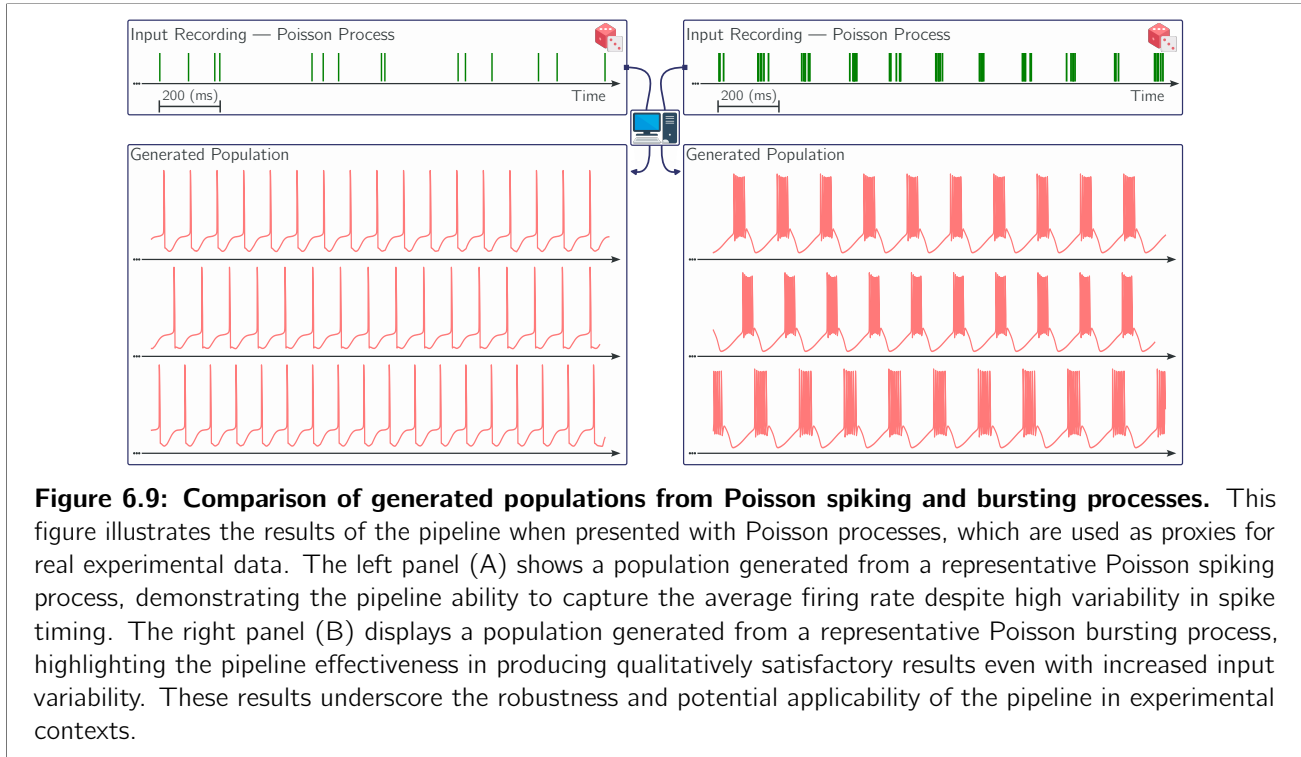 Input Recording — Poisson Process
200 (ms)
Time
Input Recording — Poisson Process
200 (ms)
Time
Generated Population
Generated Population
Figure 6.9: Comparison of generated populations from Poisson spiking and bursting processes. This
figure illustrates the results of the pipeline when presented with Poisson processes, which are used as proxies for
real experimental data. The left panel (A) shows a population generated from a representative Poisson spiking
process, demonstrating the pipeline ability to capture the average firing rate despite high variability in spike
timing. The right panel (B) displays a population generated from a representative Poisson bursting process,
highlighting the pipeline effectiveness in producing qualitatively satisfactory results even with increased input
variability. These results underscore the robustness and potential applicability of the pipeline in experimental
contexts.